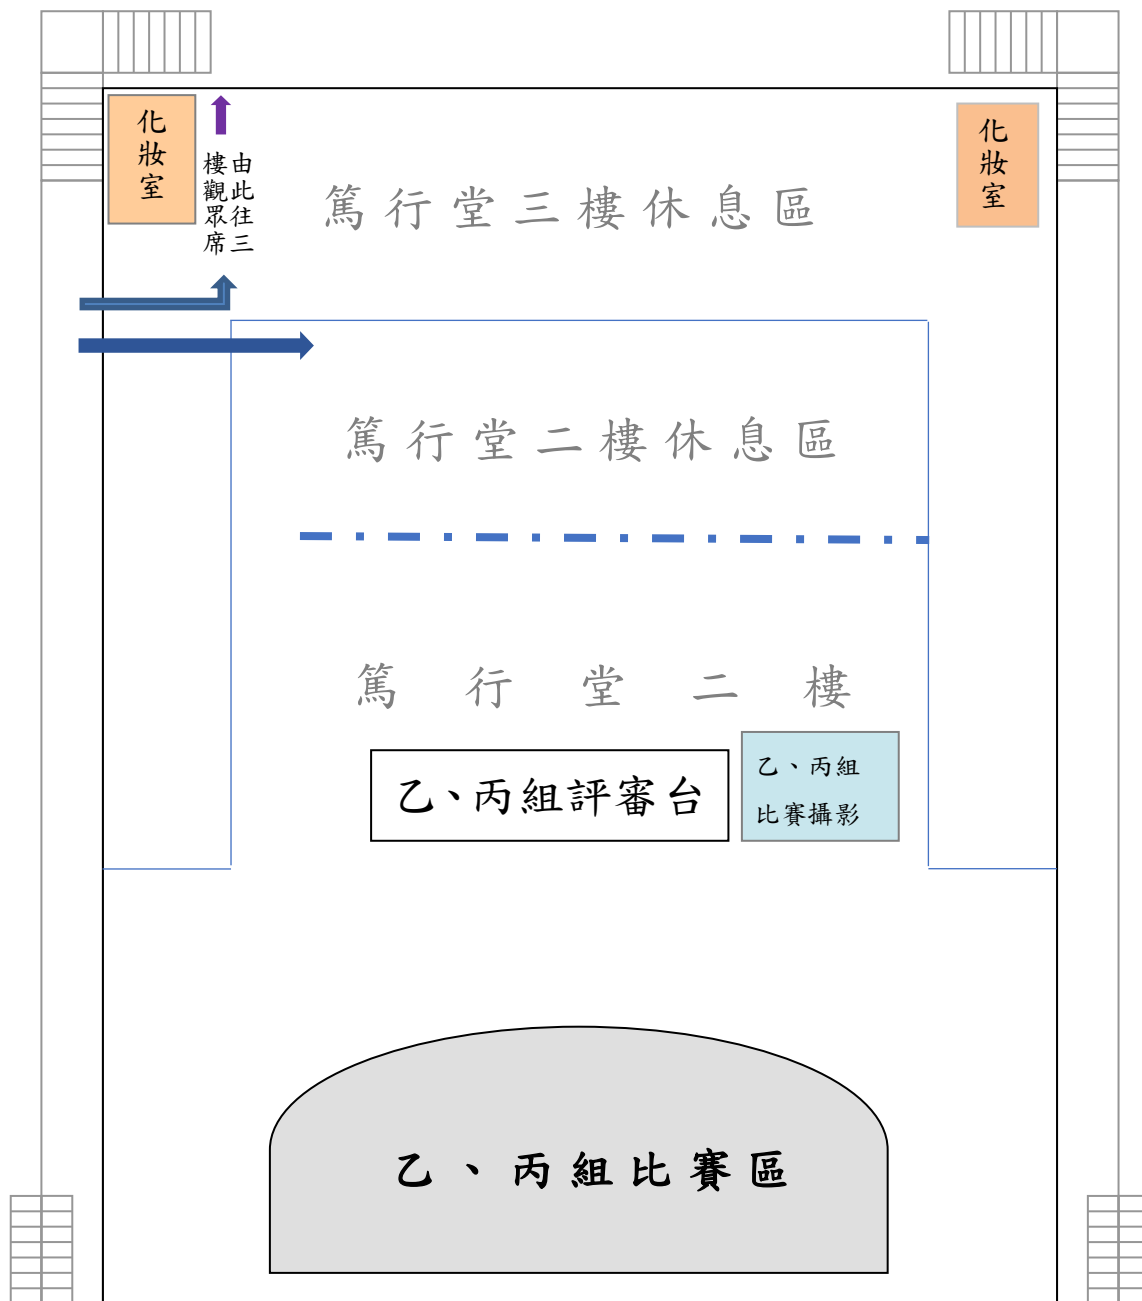 化妝室
由此往三
樓觀眾席
化妝室
篤行堂三樓休息區
篤行堂二樓休息區
篤行堂二樓
乙、丙組評審台
乙、丙組
比賽攝影
乙、丙組比賽區